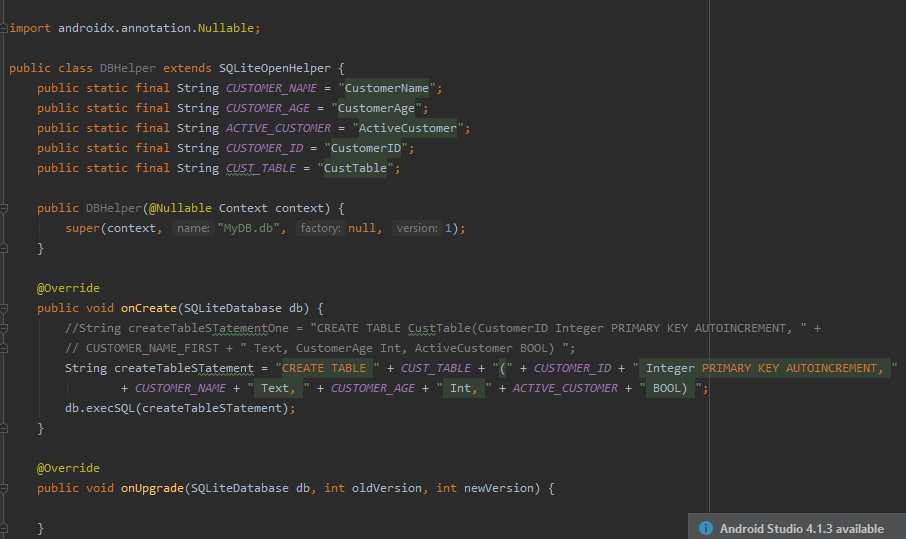 import androidx.annotation.Nullable;
public class DBHelper extends SQLiteOpenHelper {
public static final String CUSTOMER_NAME = "CustomerName";
public static final String CUSTOMER_AGE = "CustomerAge";
public static final String ACTIVE_CUSTOMER = "ActiveCustomer";
public static final String CUSTOMER_ID = "CustomerID";
public static final String CUST_TABLE = "CustTable";
public DBHelper(@Nullable Context context) {
super(context, name: "MyDB.db", factory: null, version: 1);
}
@Override
public void onCreate(SQLiteDatabase db) {
//String createTableSTatementOne = "CREATE TABLE CustTable(CustomerID Integer PRIMARY KEY AUTOINCREMENT, " +
// CUSTOMER_NAME_FIRST + " Text, CustomerAge Int, ActiveCustomer BOOL) ";
String createTableSTatement = "CREATE TABLE " + CUST_TABLE + "(" + CUSTOMER_ID + " Integer PRIMARY KEY AUTOINCREMENT, "
+ CUSTOMER_NAME + " Text, " + CUSTOMER_AGE + " Int, " + ACTIVE_CUSTOMER + " BOOL) ";
db.execSQL(createTableSTatement);
}
@Override
public void onUpgrade(SQLiteDatabase db, int oldVersion, int newVersion) {
}
Android Studio 4.1.3 available